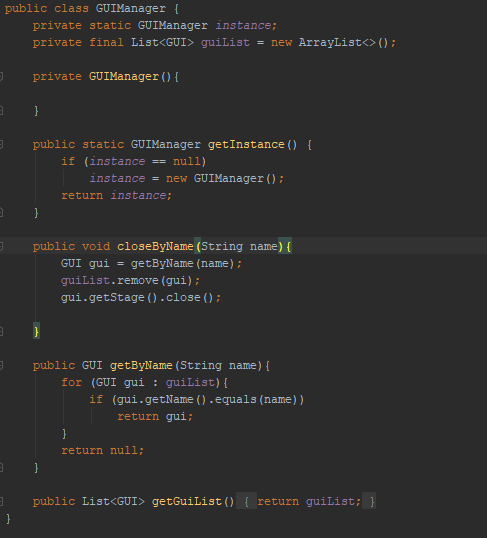 public class GUIManager {
    private static GUIManager instance;
    private final List<GUI> guiList = new ArrayList<>();

    private GUIManager(){

    }

    public static GUIManager getInstance() {
        if (instance == null)
            instance = new GUIManager();
        return instance;
    }

    public void closeByName(String name){
        GUI gui = getByName(name);
        guiList.remove(gui);
        gui.getStage().close();

    }

    public GUI getByName(String name){
        for (GUI gui : guiList){
            if (gui.getName().equals(name))
                return gui;
        }
        return null;
    }

    public List<GUI> getGuiList() { return guiList; }
}